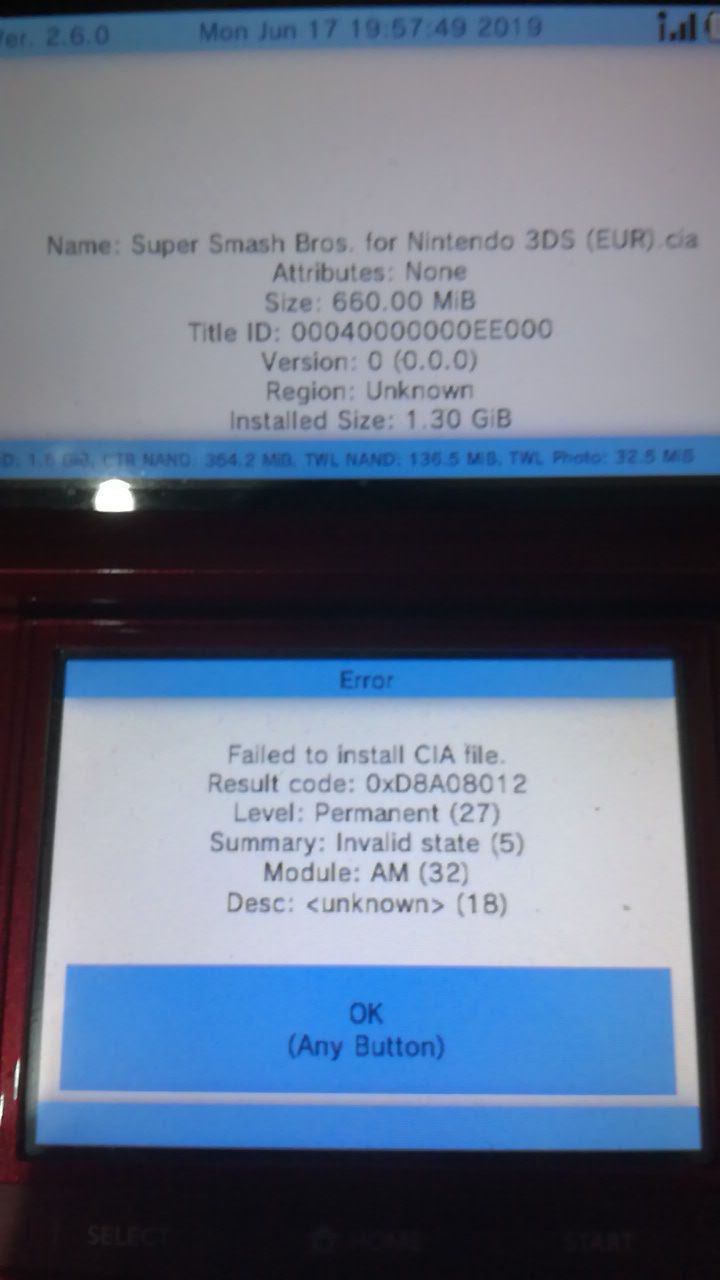 Ver. 2.6.0
Mon Jun 17 19:57:49 2019
Name: Super Smash Bros. for Nintendo 3DS (EUR).cia
Attributes: None
Size: 660.00 MiB
Title ID: 00040000000EE000
Version: 0 (0.0.0)
Region: Unknown
Installed Size: 1.30 GiB
D: 1.6 GiB, CTR NAND: 364.2 MiB, TWL NAND: 136.5 MiB, TWL Photo: 32.5 MiB
Error
Failed to install CIA file.
Result code: 0xD8A08012
Level: Permanent (27)
Summary: Invalid state (5)
Module: AM (32)
Desc: <unknown> (18)
OK
(Any Button)
SELECT
HOME
START